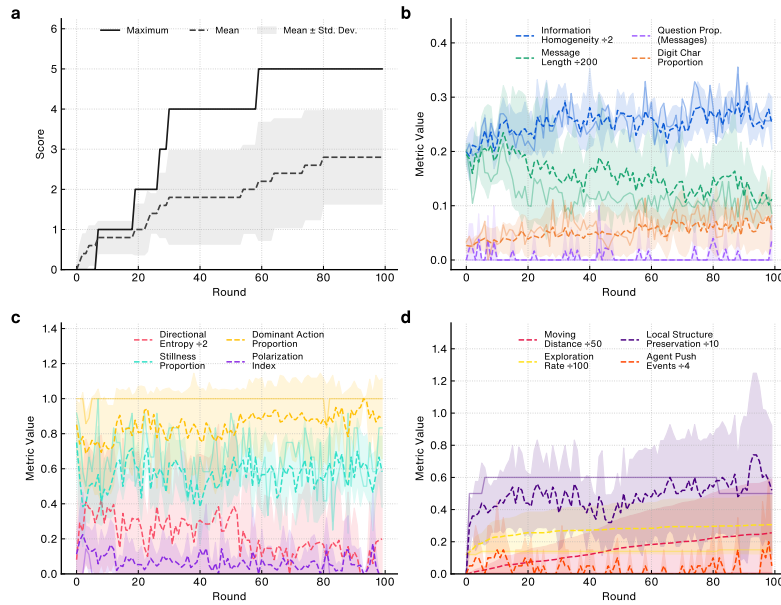 a
Maximum
Mean
Mean ± Std. Dev.
6
5
4
3
2
1
0
Score
0
20
40
60
80
100
Round
b
Information
Homogeneity ÷2
Message
Length ÷200
Question Prop.
(Messages)
Digit Char
Proportion
0.4
0.3
0.2
0.1
0.0
Metric Value
0
20
40
60
80
100
Round
c
Directional
Entropy ÷2
Stillness
Proportion
Dominant Action
Proportion
Polarization
Index
1.4
1.2
1.0
0.8
0.6
0.4
0.2
0.0
Metric Value
0
20
40
60
80
100
Round
d
Moving
Distance ÷50
Exploration
Rate ÷100
Local Structure
Preservation ÷10
Agent Push
Events ÷4
1.4
1.2
1.0
0.8
0.6
0.4
0.2
0.0
Metric Value
0
20
40
60
80
100
Round